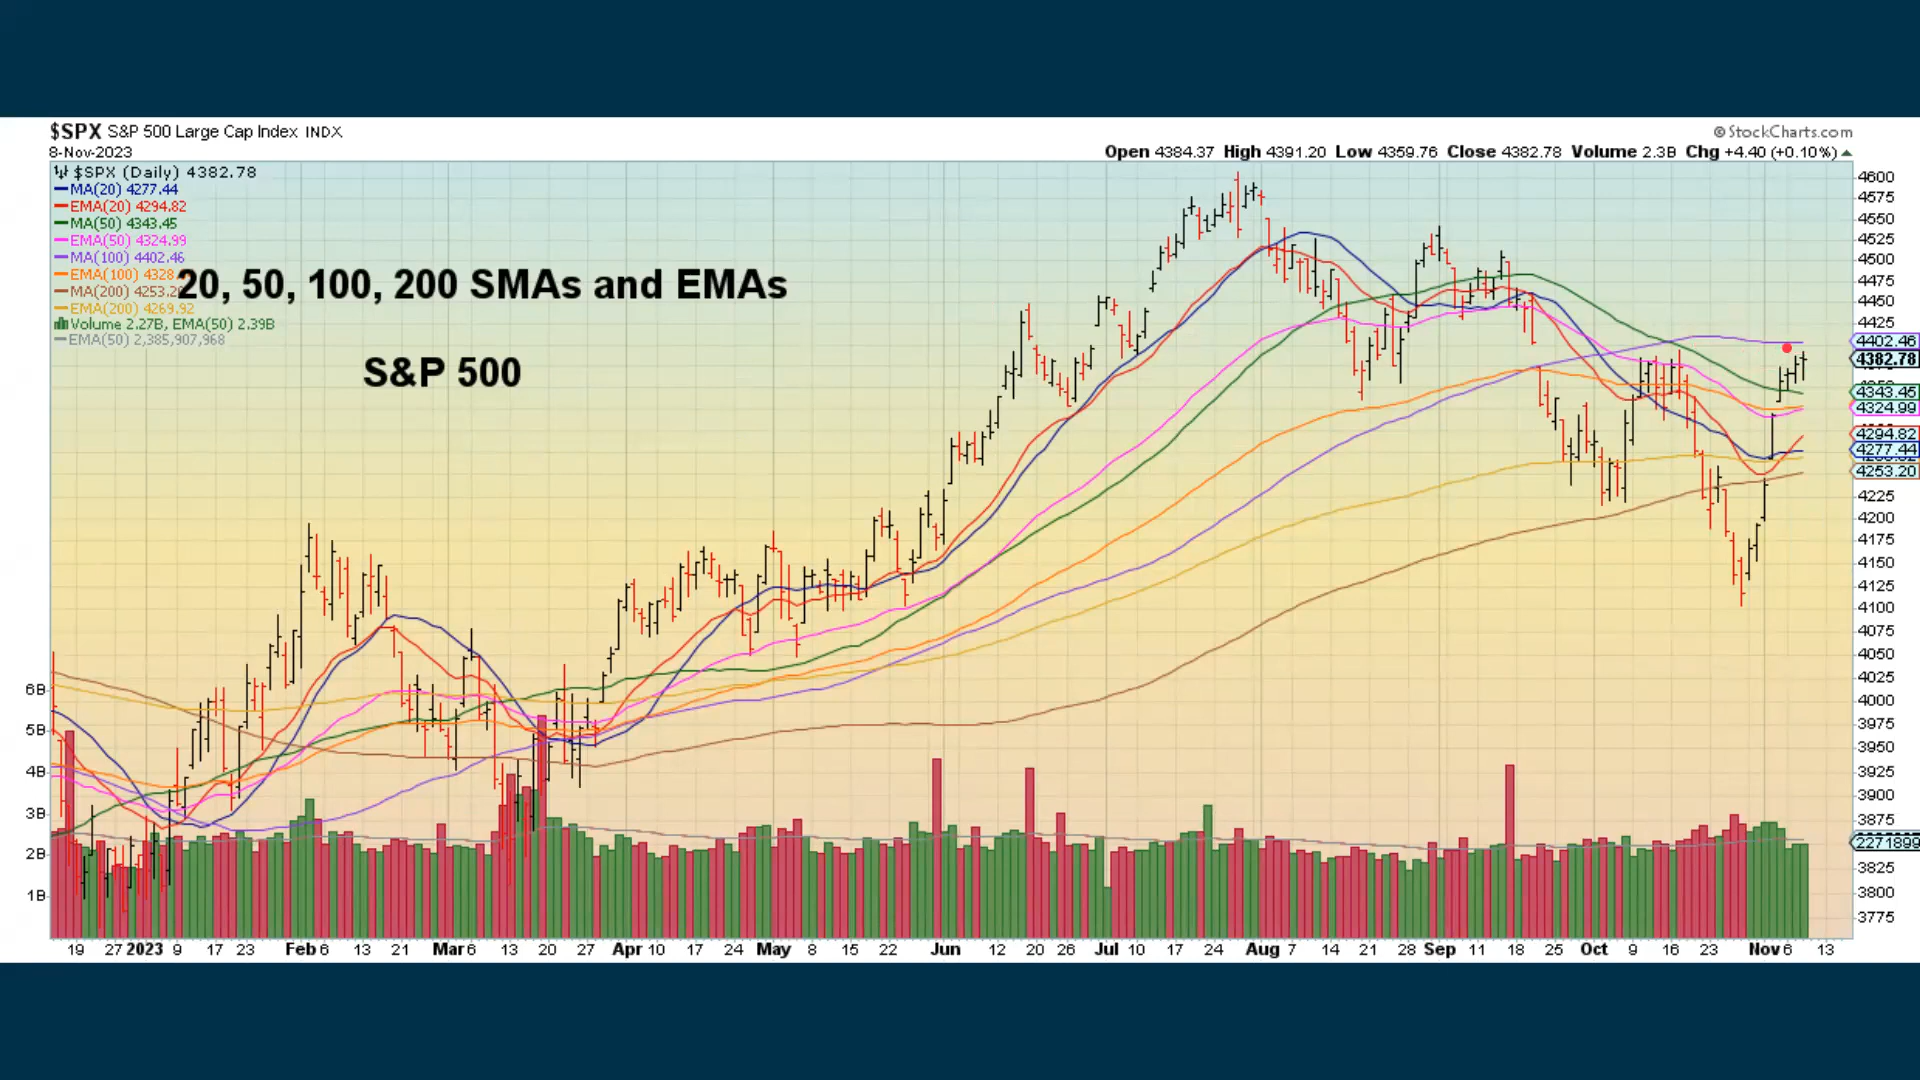 $SPX S&P 500 Large Cap Index INDX
© StockCharts.com
8-Nov-2023
Open 4384.37 High 4391.20 Low 4359.76 Close 4382.78 Volume 2.3B Chg +4.40 (+0.10%)
$SPX (Daily) 4382.78
MA(20) 4277.44
EMA(20) 4294.82
MA(50) 4343.45
EMA(50) 4324.99
MA(100) 4402.46
EMA(100) 4328
MA(200) 4253.20
EMA(200) 4269.92
Volume 2.27B, EMA(50) 2.39B
EMA(50) 2,385,907,968
20, 50, 100, 200 SMAs and EMAs
S&P 500
4600
4575
4550
4525
4500
4475
4450
4425
4402.46
4382.78
4343.45
4324.99
4294.82
4277.44
4253.20
4225
4200
4175
4150
4125
4100
4075
4050
4025
4000
3975
3950
3925
3900
3875
2271899
3825
3800
3775
6B
5B
4B
3B
2B
1B
19 27 2023 9 17 23 Feb 6 13 21 Mar 6 13 20 27 Apr 10 17 24 May 8 15 22 Jun 12 20 26 Jul 10 17 24 Aug 7 14 21 28 Sep 11 18 25 Oct 9 16 23 Nov 6 13